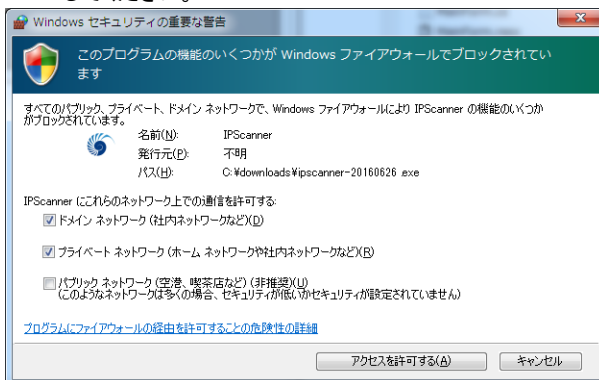 Windows セキュリティの重要な警告
このプログラムの機能のいくつかが Windows ファイアウォールでブロックされてい
ます
すべてのパブリック、プライベート、ドメイン ネットワークで、Windows ファイアウォールにより IPScanner の機能のいくつか
がブロックされています。
名前(N): IPScanner
発行元(P): 不明
パス(H): C:¥downloads¥ipscanner-20160626 .exe
IPScanner にこれらのネットワーク上での通信を許可する:
ドメイン ネットワーク (社内ネットワークなど)(D)
プライベート ネットワーク (ホーム ネットワークや社内ネットワークなど)(R)
パブリック ネットワーク (空港、喫茶店など) (非推奨)(U)
(このようなネットワークは多くの場合、セキュリティが低いかセキュリティが設定されていません)
プログラムにファイアウォールの経由を許可することの危険性の詳細
アクセスを許可する(A) キャンセル